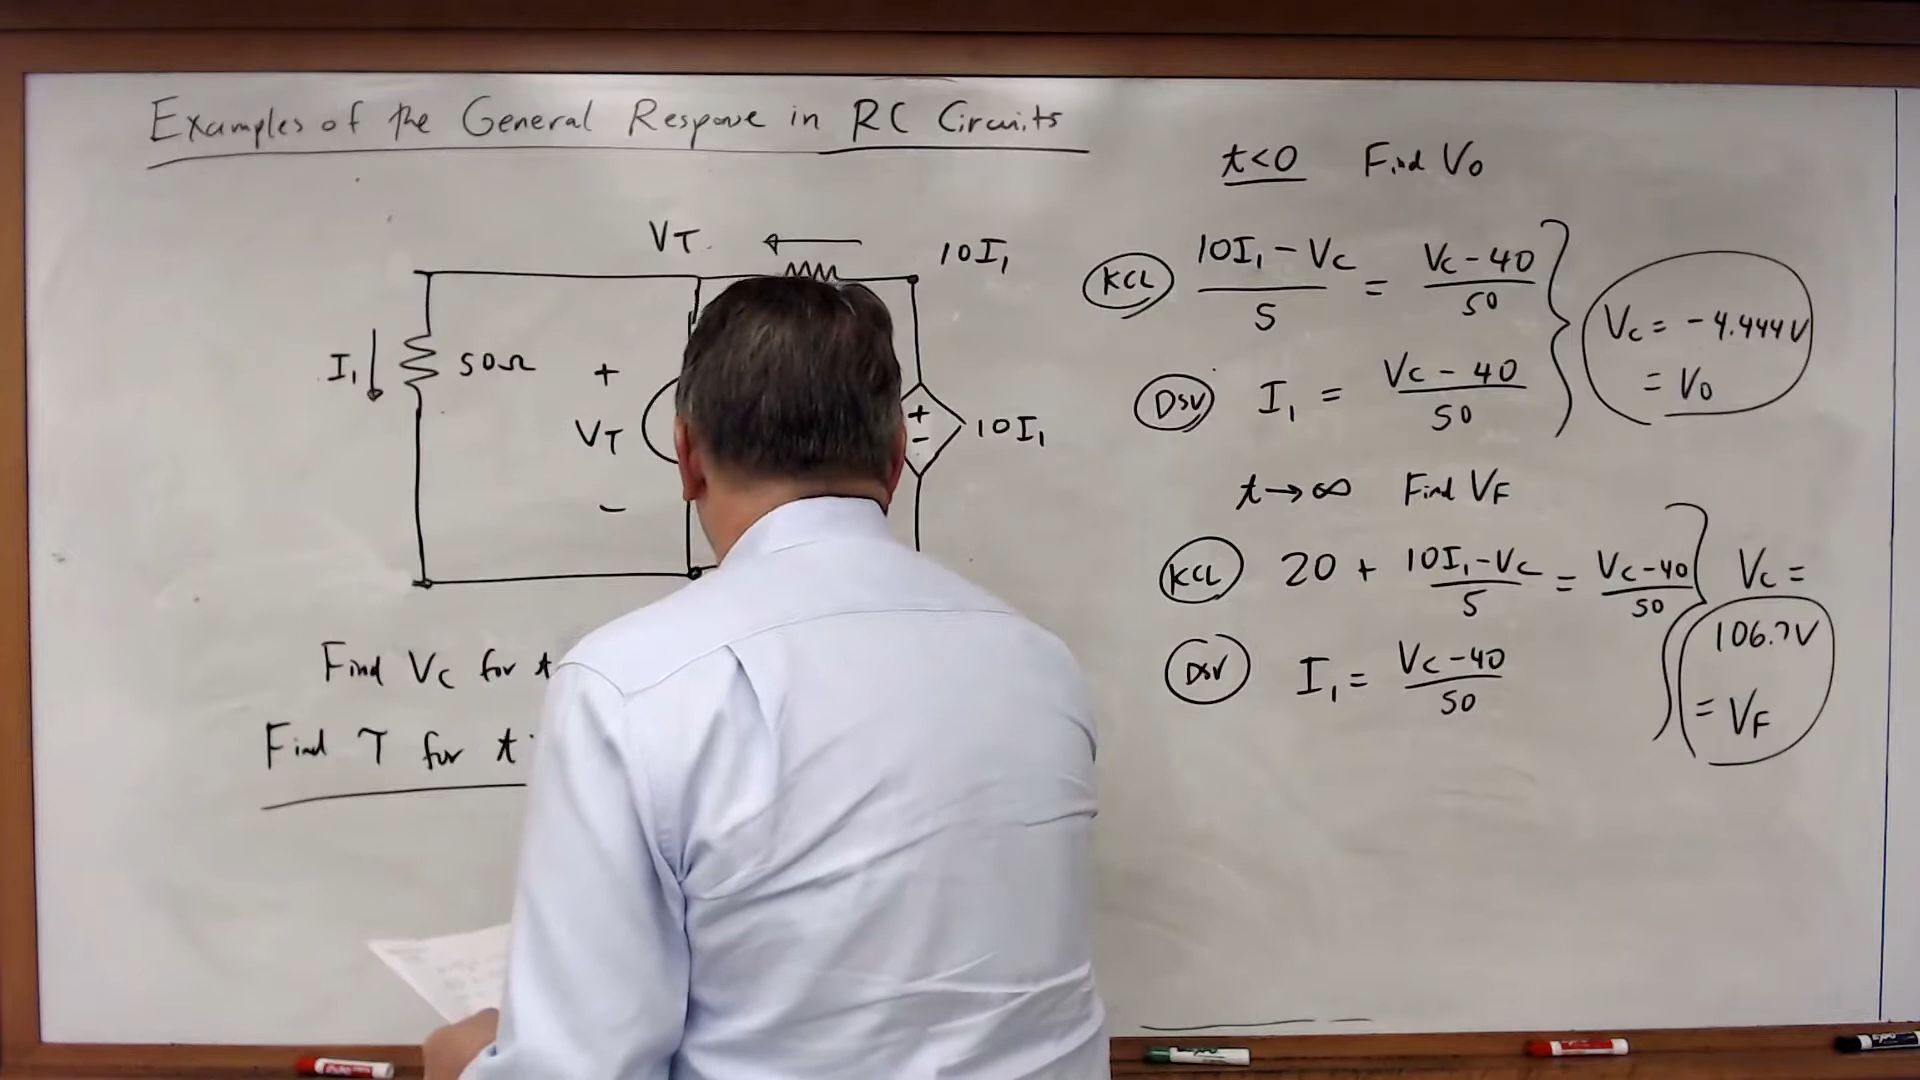 Examples of the General Response in RC Circuits
VT
10I₁
I₁
50Ω
+
VT
-
+
-
10I₁
Find Vc for t
Find T for t
t<0 Find V0
KCL (10I₁ - Vc)/5 = (Vc - 40)/50
DSV I₁ = (Vc - 40)/50
Vc = -4.444V
= V0
t→∞ Find VF
KCL 20 + (10I₁-Vc)/5 = (Vc-40)/50
DSV I₁ = (Vc-40)/50
Vc =
106.7V
= VF